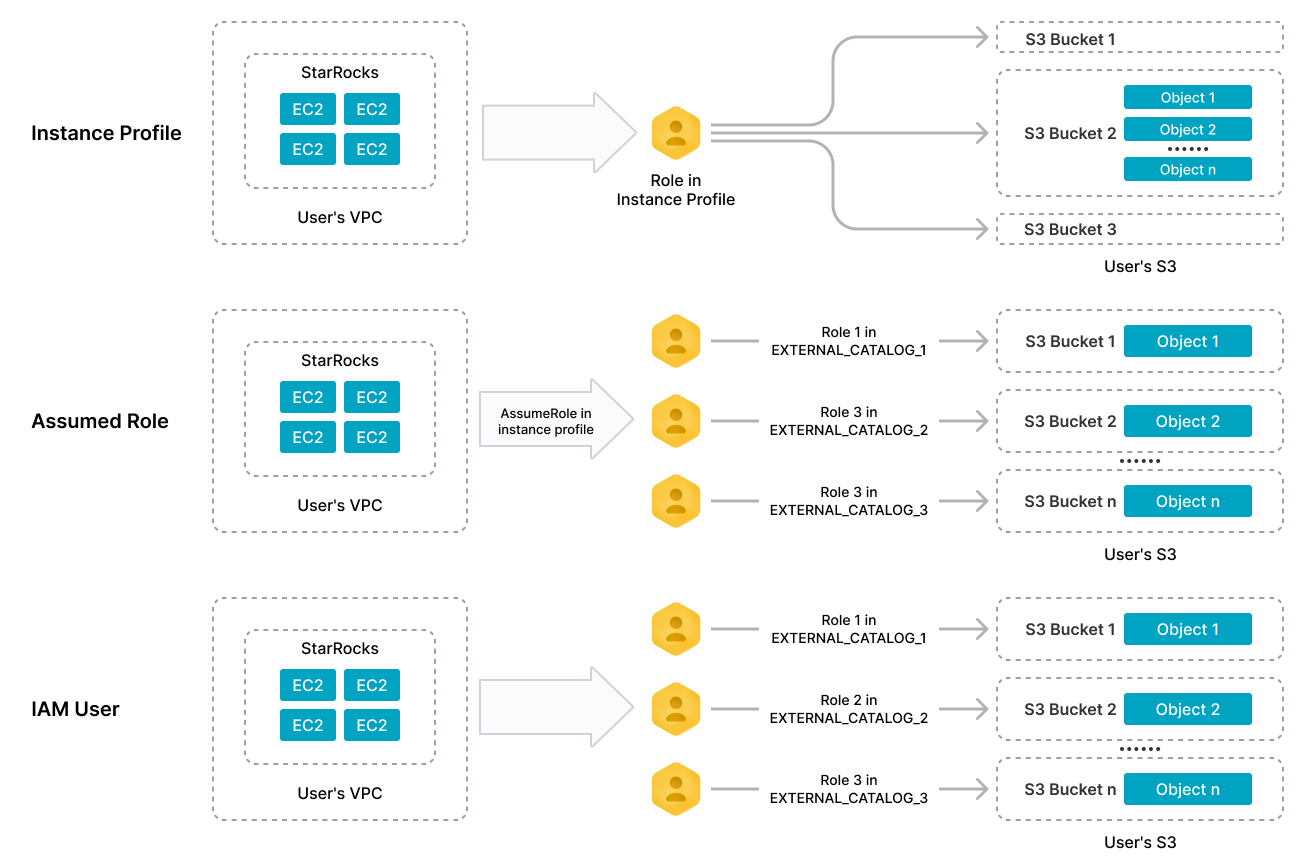 Instance Profile
StarRocks
EC2
EC2
EC2
EC2
User's VPC
Role in
Instance Profile
S3 Bucket 1
S3 Bucket 2
Object 1
Object 2
......
Object n
S3 Bucket 3
User's S3
Assumed Role
StarRocks
EC2
EC2
EC2
EC2
User's VPC
AssumeRole in
instance profile
Role 1 in
EXTERNAL_CATALOG_1
Role 3 in
EXTERNAL_CATALOG_2
Role 3 in
EXTERNAL_CATALOG_3
S3 Bucket 1
Object 1
S3 Bucket 2
Object 2
......
S3 Bucket n
Object n
User's S3
IAM User
StarRocks
EC2
EC2
EC2
EC2
User's VPC
Role 1 in
EXTERNAL_CATALOG_1
Role 2 in
EXTERNAL_CATALOG_2
Role 3 in
EXTERNAL_CATALOG_3
S3 Bucket 1
Object 1
S3 Bucket 2
Object 2
......
S3 Bucket n
Object n
User's S3